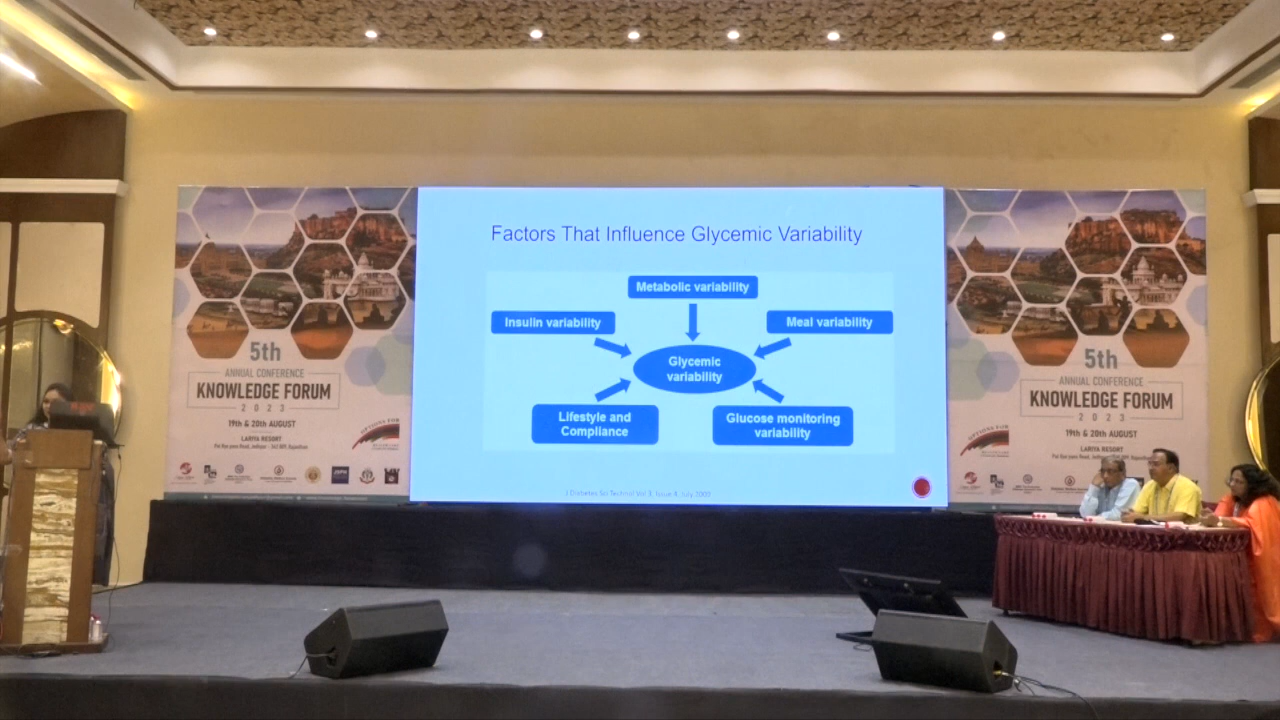 Factors That Influence Glycemic Variability
Metabolic variability
Insulin variability
Meal variability
Glycemic
variability
Lifestyle and
Compliance
Glucose monitoring
variability
5th
ANNUAL CONFERENCE
KNOWLEDGE FORUM
2023
19th & 20th AUGUST
LARIYA RESORT
5th
ANNUAL CONFERENCE
KNOWLEDGE FORUM
2023
19th & 20th AUGUST
LARIYA RESORT